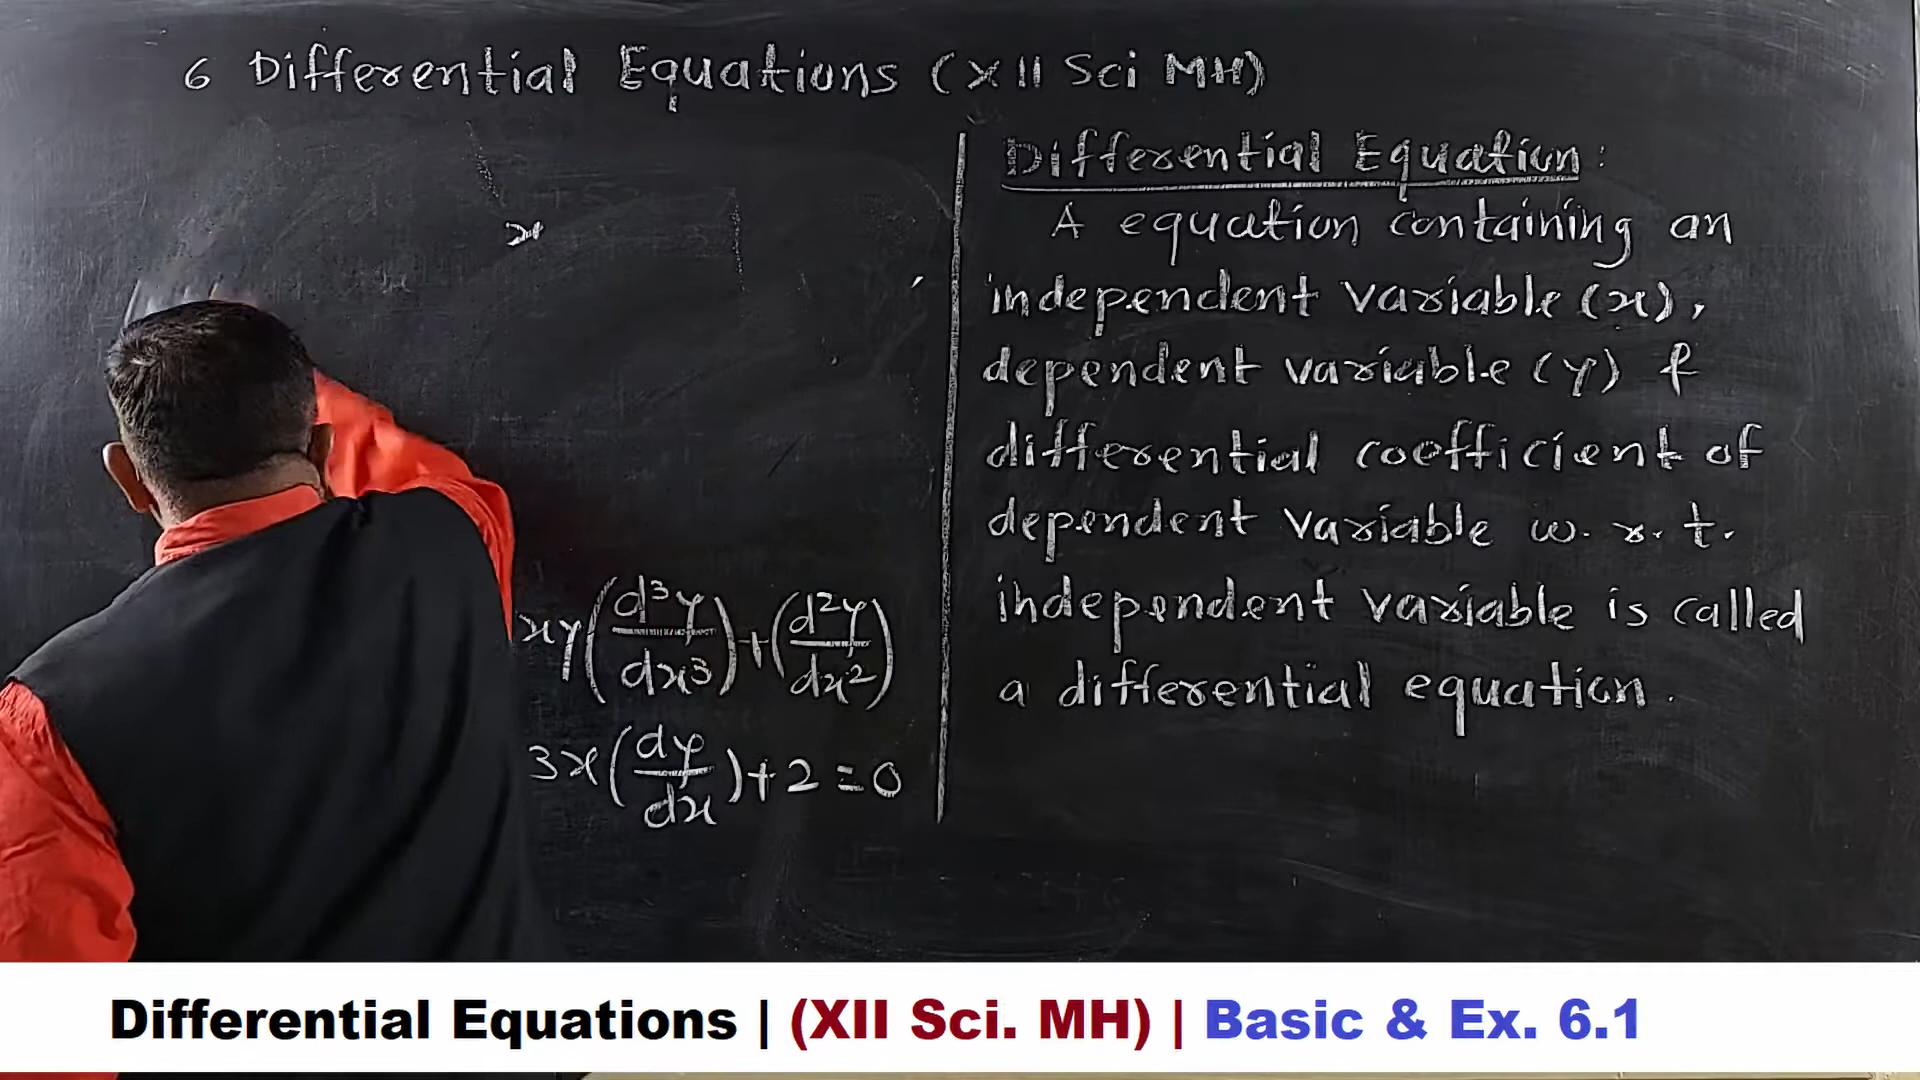 6 Differential Equations (XII Sci MH)
x
xy(d³y/dx³)+(d²y/dx²)
3x(dy/dx)+2=0
Differential Equation:
A equation containing an
independent variable (x),
dependent variable (y) &
differential coefficient of
dependent variable w.r.t.
independent variable is called
a differential equation.
Differential Equations | (XII Sci. MH) | Basic & Ex. 6.1